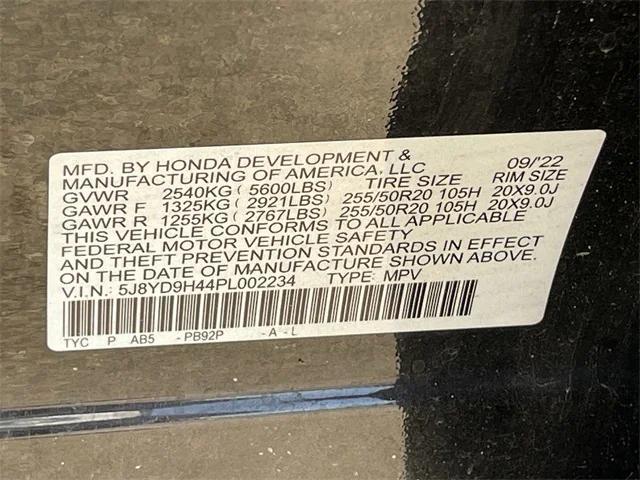 MFD. BY HONDA DEVELOPMENT & 09/'22
MANUFACTURING OF AMERICA, LLC RIM SIZE
GVWR 2540KG (5600LBS) TIRE SIZE
GAWR F 1325KG (2921LBS) 255/50R20 105H 20X9.0J
GAWR R 1255KG (2767LBS) 255/50R20 105H 20X9.0J
THIS VEHICLE CONFORMS TO ALL APPLICABLE
FEDERAL MOTOR VEHICLE SAFETY
AND THEFT PREVENTION STANDARDS IN EFFECT
ON THE DATE OF MANUFACTURE SHOWN ABOVE.
V.I.N.: 5J8YD9H44PL002234 TYPE: MPV
TYC P AB5 -PB92P -A -L